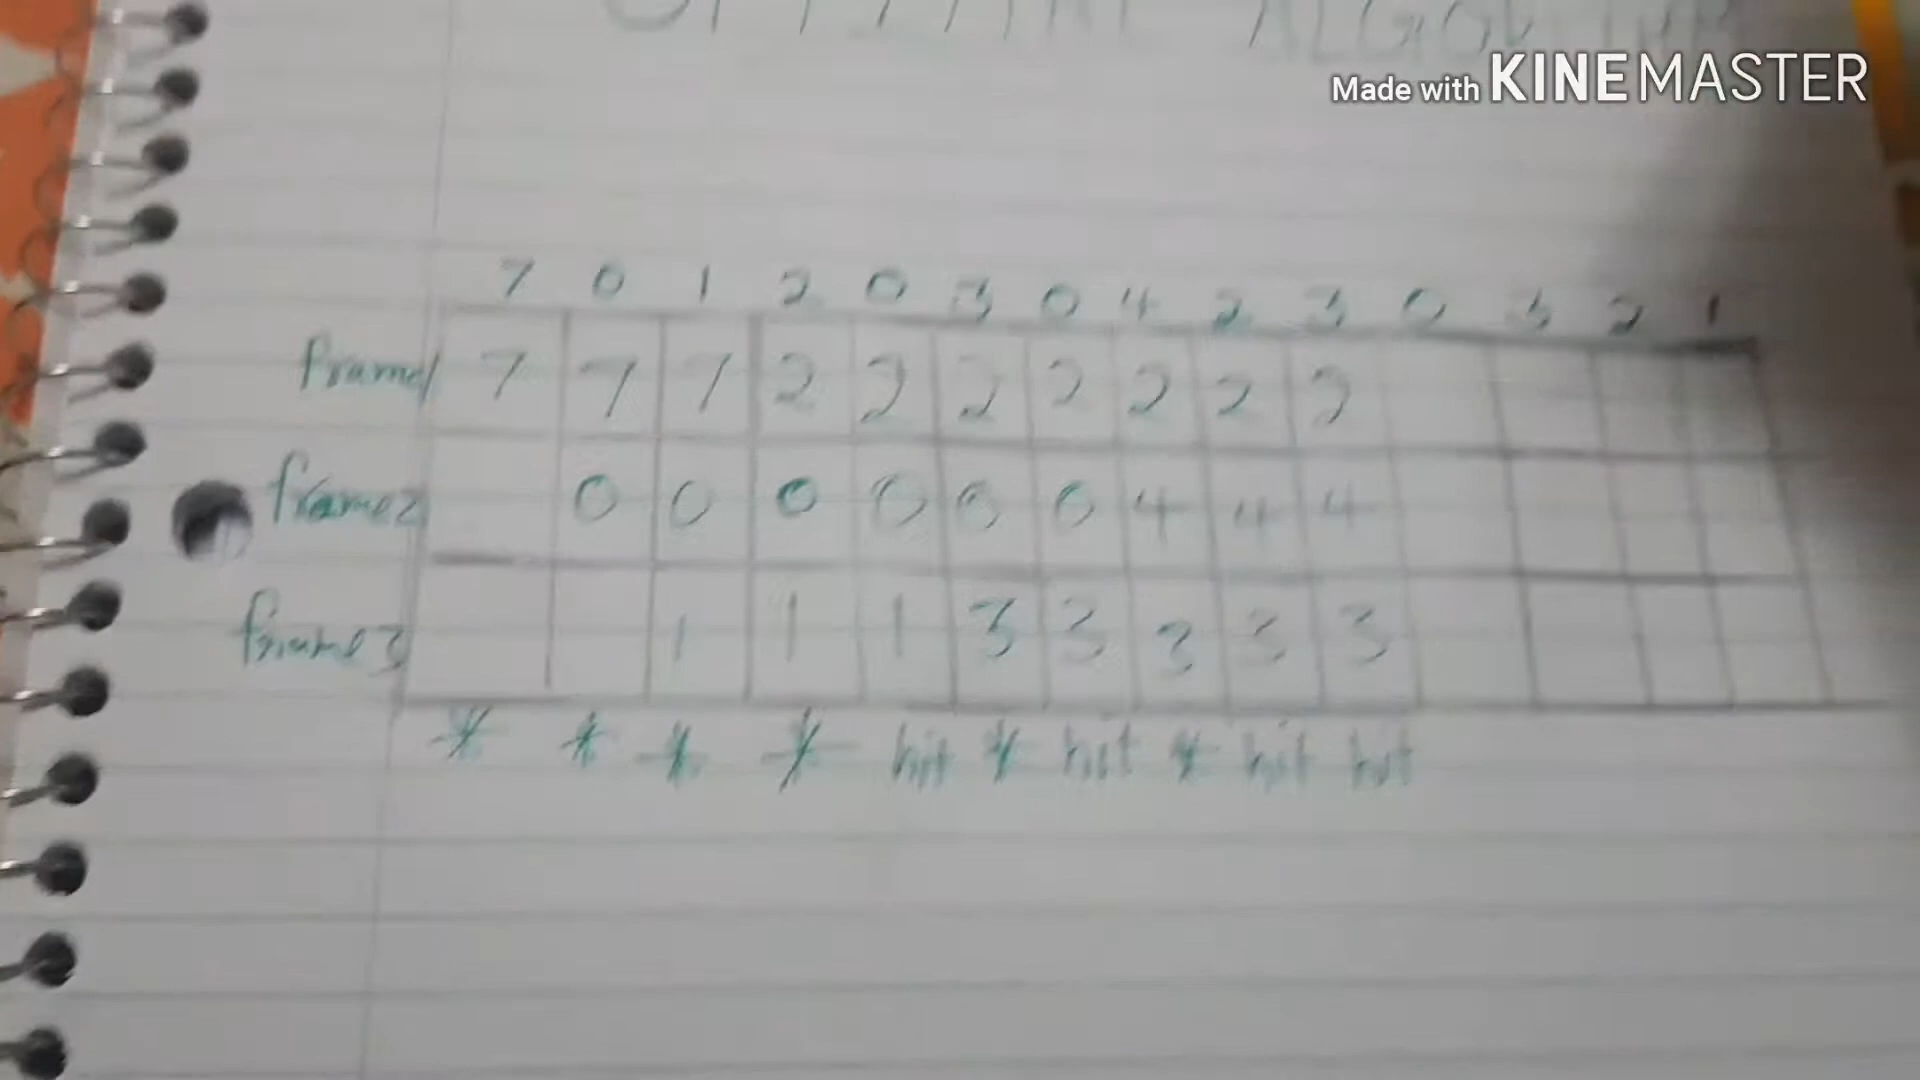 OPTIMAL ALGORITHM
Made with KINEMASTER
7 0 1 2 0 3 0 4 2 3 0 3 2 1
frame1 7 7 7 2 2 2 2 2 2 2
frame2 0 0 0 0 0 0 4 4 4
frame3 1 1 1 3 3 3 3 3
* * * * hit * hit * hit hit